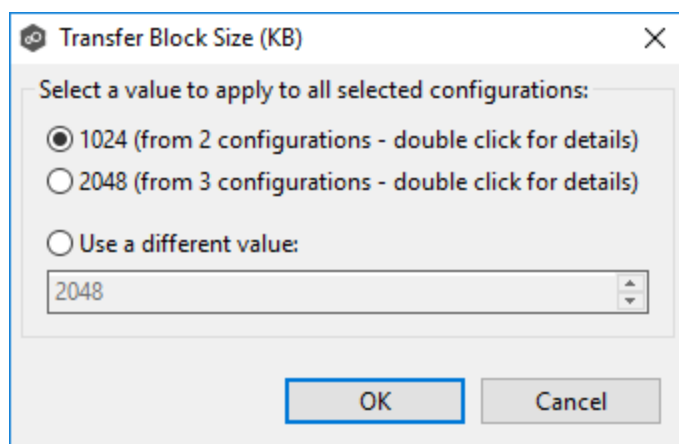 Transfer Block Size (KB)
Select a value to apply to all selected configurations:
1024 (from 2 configurations - double click for details)
2048 (from 3 configurations - double click for details)
Use a different value:
2048
OK Cancel